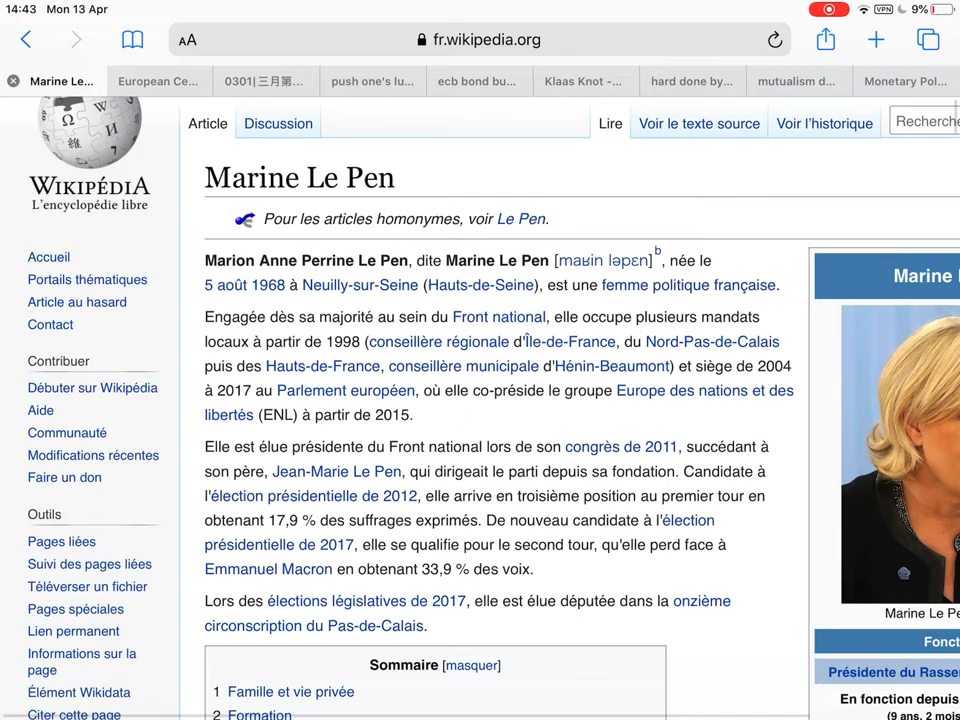 14:43 Mon 13 Apr
VPN 9%
AA fr.wikipedia.org
Marine Le... European Ce... 0301|三月第... push one's lu... ecb bond bu... Klaas Knot -... hard done by... mutualism d... Monetary Pol...
Ω W И 維
WIKIPÉDIA
L'encyclopédie libre
Accueil
Portails thématiques
Article au hasard
Contact
Contribuer
Débuter sur Wikipédia
Aide
Communauté
Modifications récentes
Faire un don
Outils
Pages liées
Suivi des pages liées
Téléverser un fichier
Pages spéciales
Lien permanent
Informations sur la
page
Élément Wikidata
Citer cette page
Article Discussion Lire Voir le texte source Voir l'historique Recherche
Marine Le Pen
Pour les articles homonymes, voir Le Pen.
Marion Anne Perrine Le Pen, dite Marine Le Pen [maʁin ləpɛn]b, née le
5 août 1968 à Neuilly-sur-Seine (Hauts-de-Seine), est une femme politique française.
Engagée dès sa majorité au sein du Front national, elle occupe plusieurs mandats
locaux à partir de 1998 (conseillère régionale d'Île-de-France, du Nord-Pas-de-Calais
puis des Hauts-de-France, conseillère municipale d'Hénin-Beaumont) et siège de 2004
à 2017 au Parlement européen, où elle co-préside le groupe Europe des nations et des
libertés (ENL) à partir de 2015.
Elle est élue présidente du Front national lors de son congrès de 2011, succédant à
son père, Jean-Marie Le Pen, qui dirigeait le parti depuis sa fondation. Candidate à
l'élection présidentielle de 2012, elle arrive en troisième position au premier tour en
obtenant 17,9 % des suffrages exprimés. De nouveau candidate à l'élection
présidentielle de 2017, elle se qualifie pour le second tour, qu'elle perd face à
Emmanuel Macron en obtenant 33,9 % des voix.
Lors des élections législatives de 2017, elle est élue députée dans la onzième
circonscription du Pas-de-Calais.
Sommaire [masquer]
1 Famille et vie privée
2 Formation
Marine
Marine Le Pe
Fonct
Présidente du Rasse
En fonction depuis
(9 ans, 2 mois